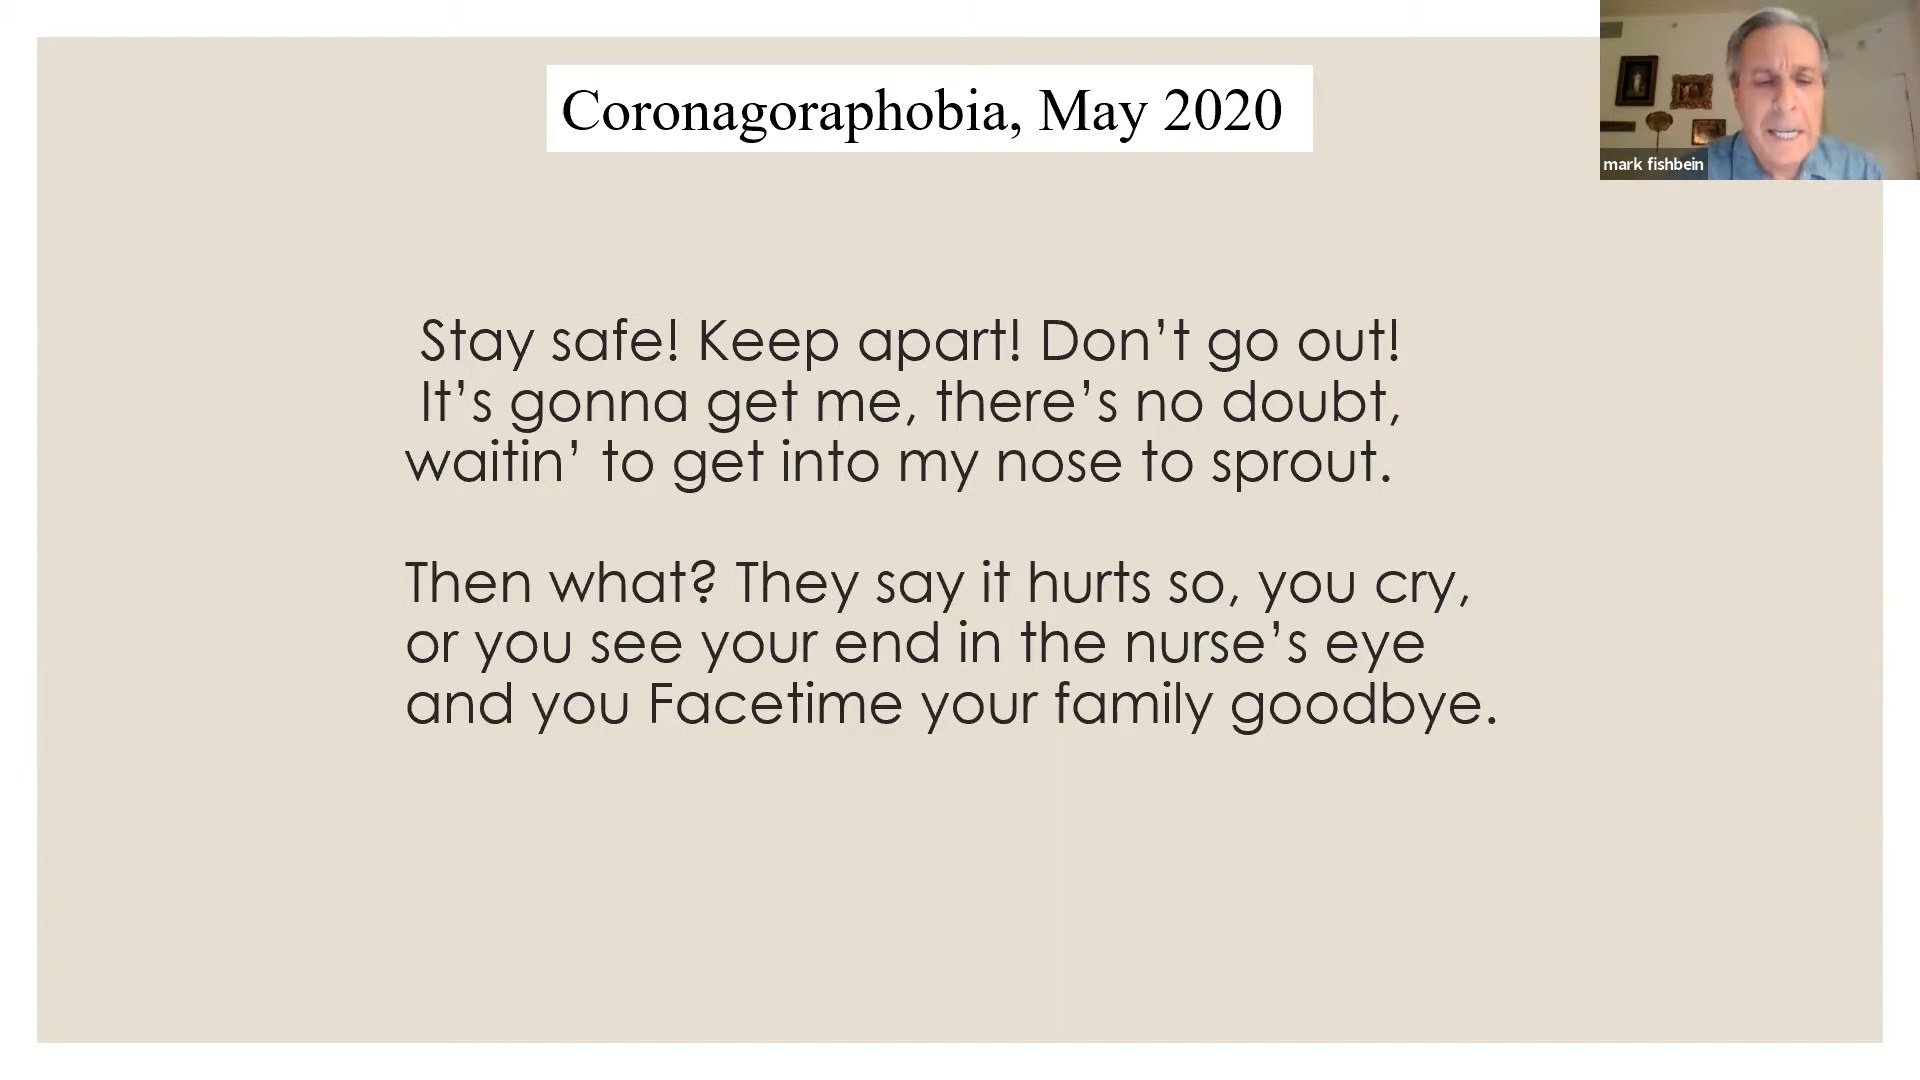 Coronagoraphobia, May 2020
mark fishbein
Stay safe! Keep apart! Don’t go out!
It’s gonna get me, there’s no doubt,
waitin’ to get into my nose to sprout.
Then what? They say it hurts so, you cry,
or you see your end in the nurse’s eye
and you Facetime your family goodbye.